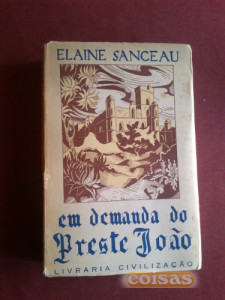 ELAINE SANCEAU
em demanda do
Preste João
LIVRARIA CIVILIZAÇÃO
coisas